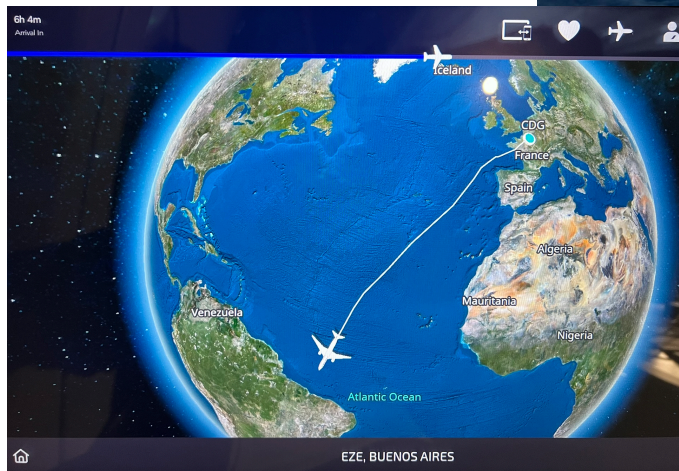 6h 4m
Arrival In
Iceland
CDG
France
Spain
Algeria
Mauritania
Venezuela
Nigeria
Atlantic Ocean
EZE, BUENOS AIRES